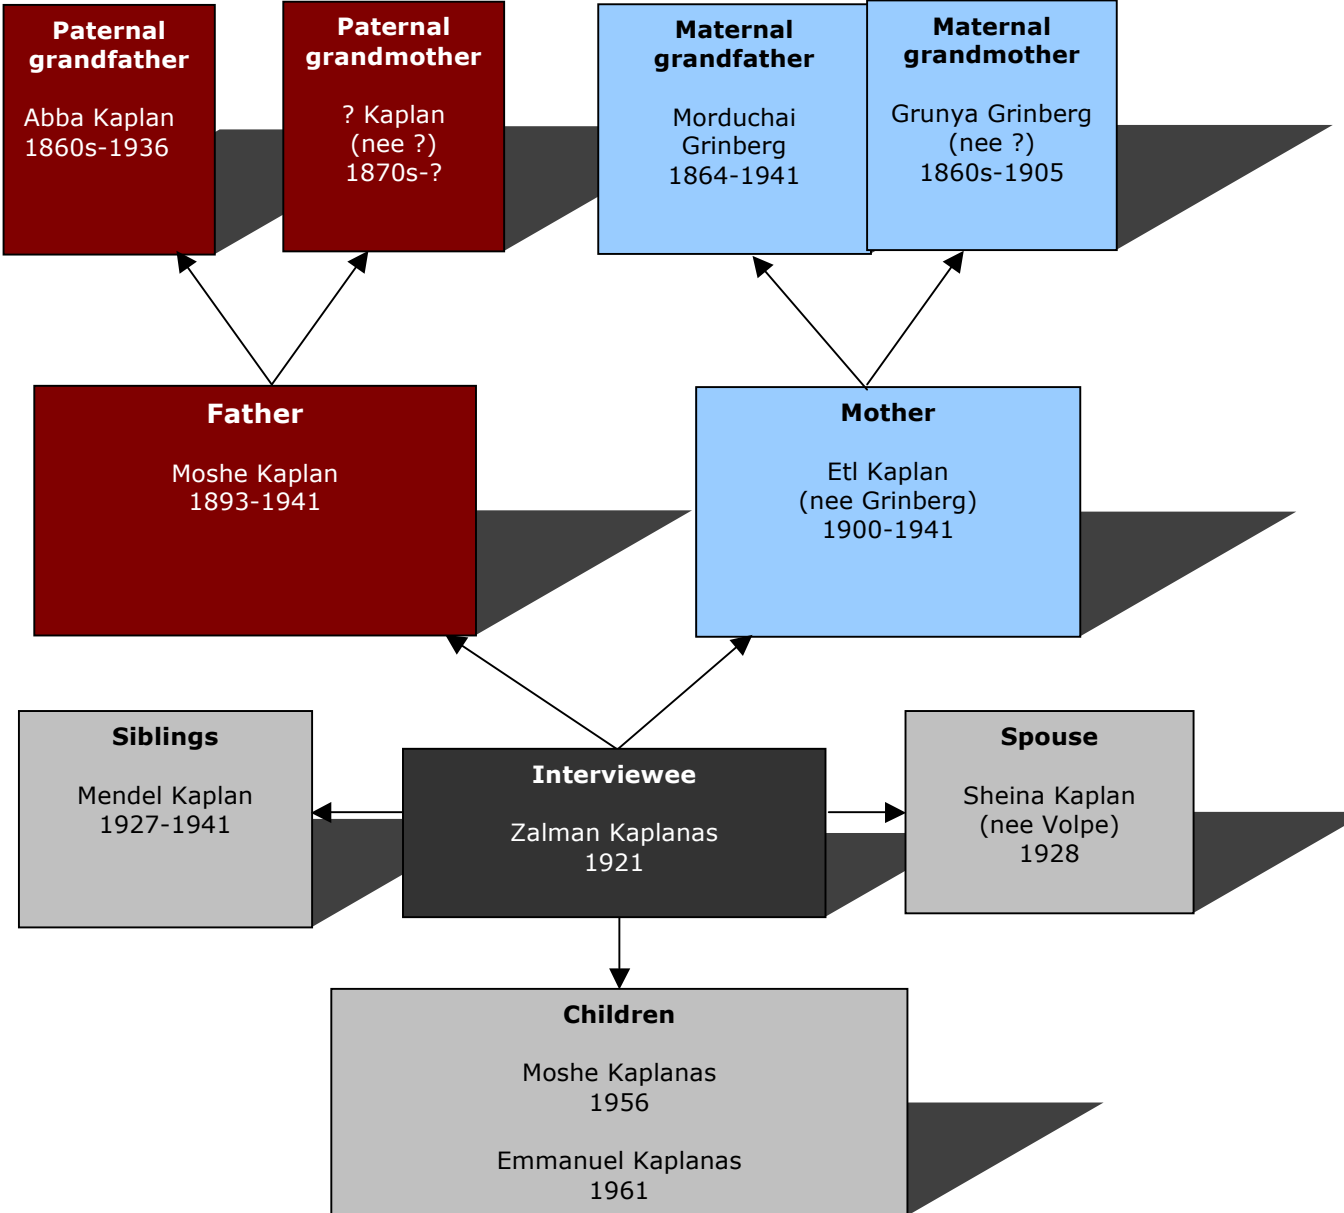 Paternal
grandfather
Abba Kaplan
1860s-1936
Paternal
grandmother
? Kaplan
(nee ?)
1870s-?
Maternal
grandfather
Morduchai
Grinberg
1864-1941
Maternal
grandmother
Grunya Grinberg
(nee ?)
1860s-1905
Father
Moshe Kaplan
1893-1941
Mother
Etl Kaplan
(nee Grinberg)
1900-1941
Siblings
Mendel Kaplan
1927-1941
Interviewee
Zalman Kaplanas
1921
Spouse
Sheina Kaplan
(nee Volpe)
1928
Children
Moshe Kaplanas
1956
Emmanuel Kaplanas
1961